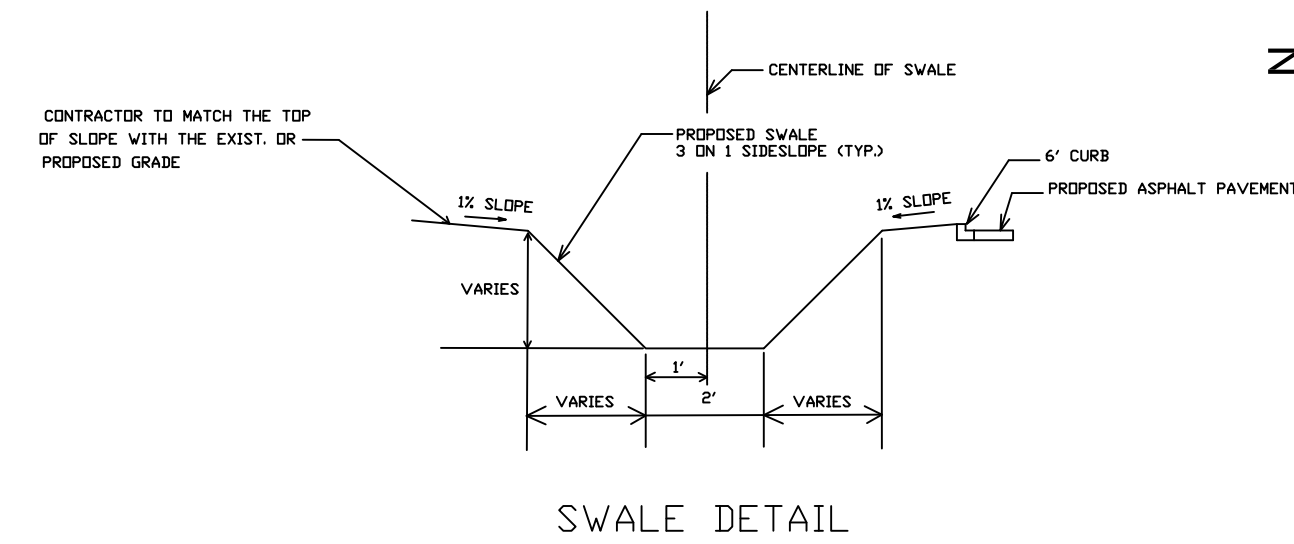 CENTERLINE OF SWALE
CONTRACTOR TO MATCH THE TOP
OF SLOPE WITH THE EXIST. OR
PROPOSED GRADE
PROPOSED SWALE
3 ON 1 SIDESLOPE (TYP.)
6' CURB
PROPOSED ASPHALT PAVEMENT
1% SLOPE
1% SLOPE
VARIES
1'
2'
VARIES
VARIES
SWALE DETAIL